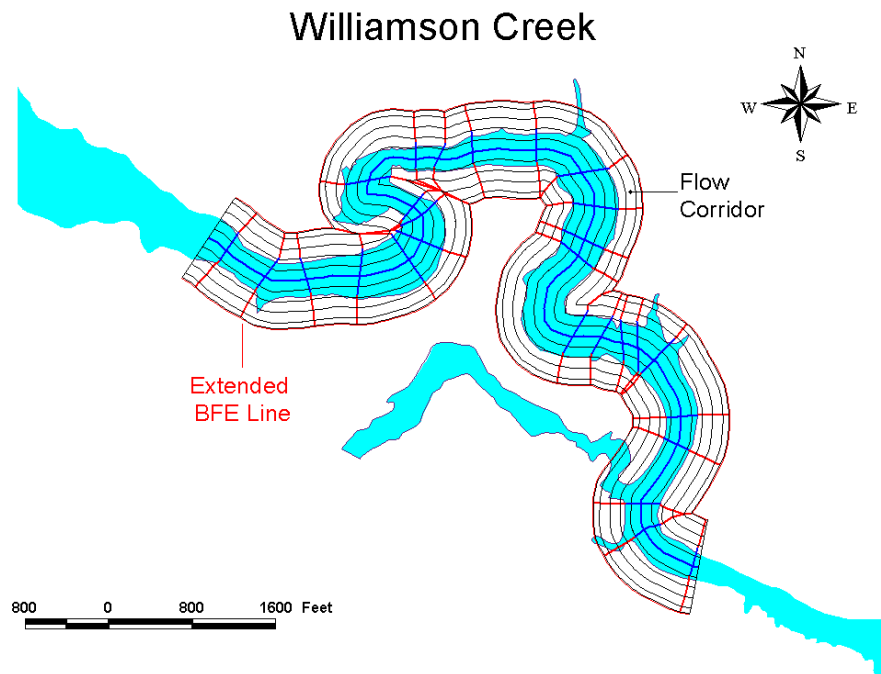 Williamson Creek
N
W E
S
Flow
Corridor
Extended
BFE Line
800 0 800 1600 Feet